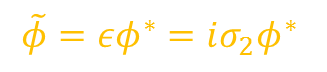 ϕ̃ = ϵϕ* = iσ₂ϕ*